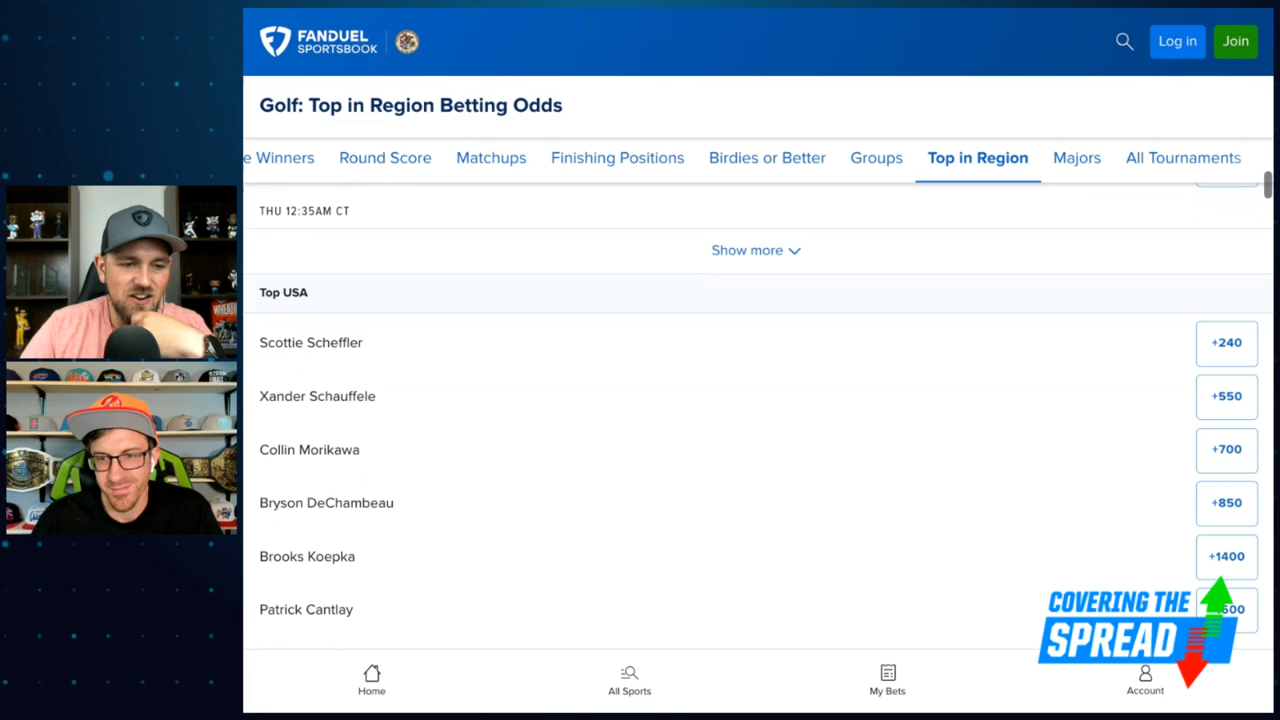 FANDUEL
SPORTSBOOK
Log in
Join
Golf: Top in Region Betting Odds
e Winners
Round Score
Matchups
Finishing Positions
Birdies or Better
Groups
Top in Region
Majors
All Tournaments
THU 12:35AM CT
Show more
Top USA
Scottie Scheffler
+240
Xander Schauffele
+550
Collin Morikawa
+700
Bryson DeChambeau
+850
Brooks Koepka
+1400
Patrick Cantlay
COVERING THE
SPREAD
Home
All Sports
My Bets
Account